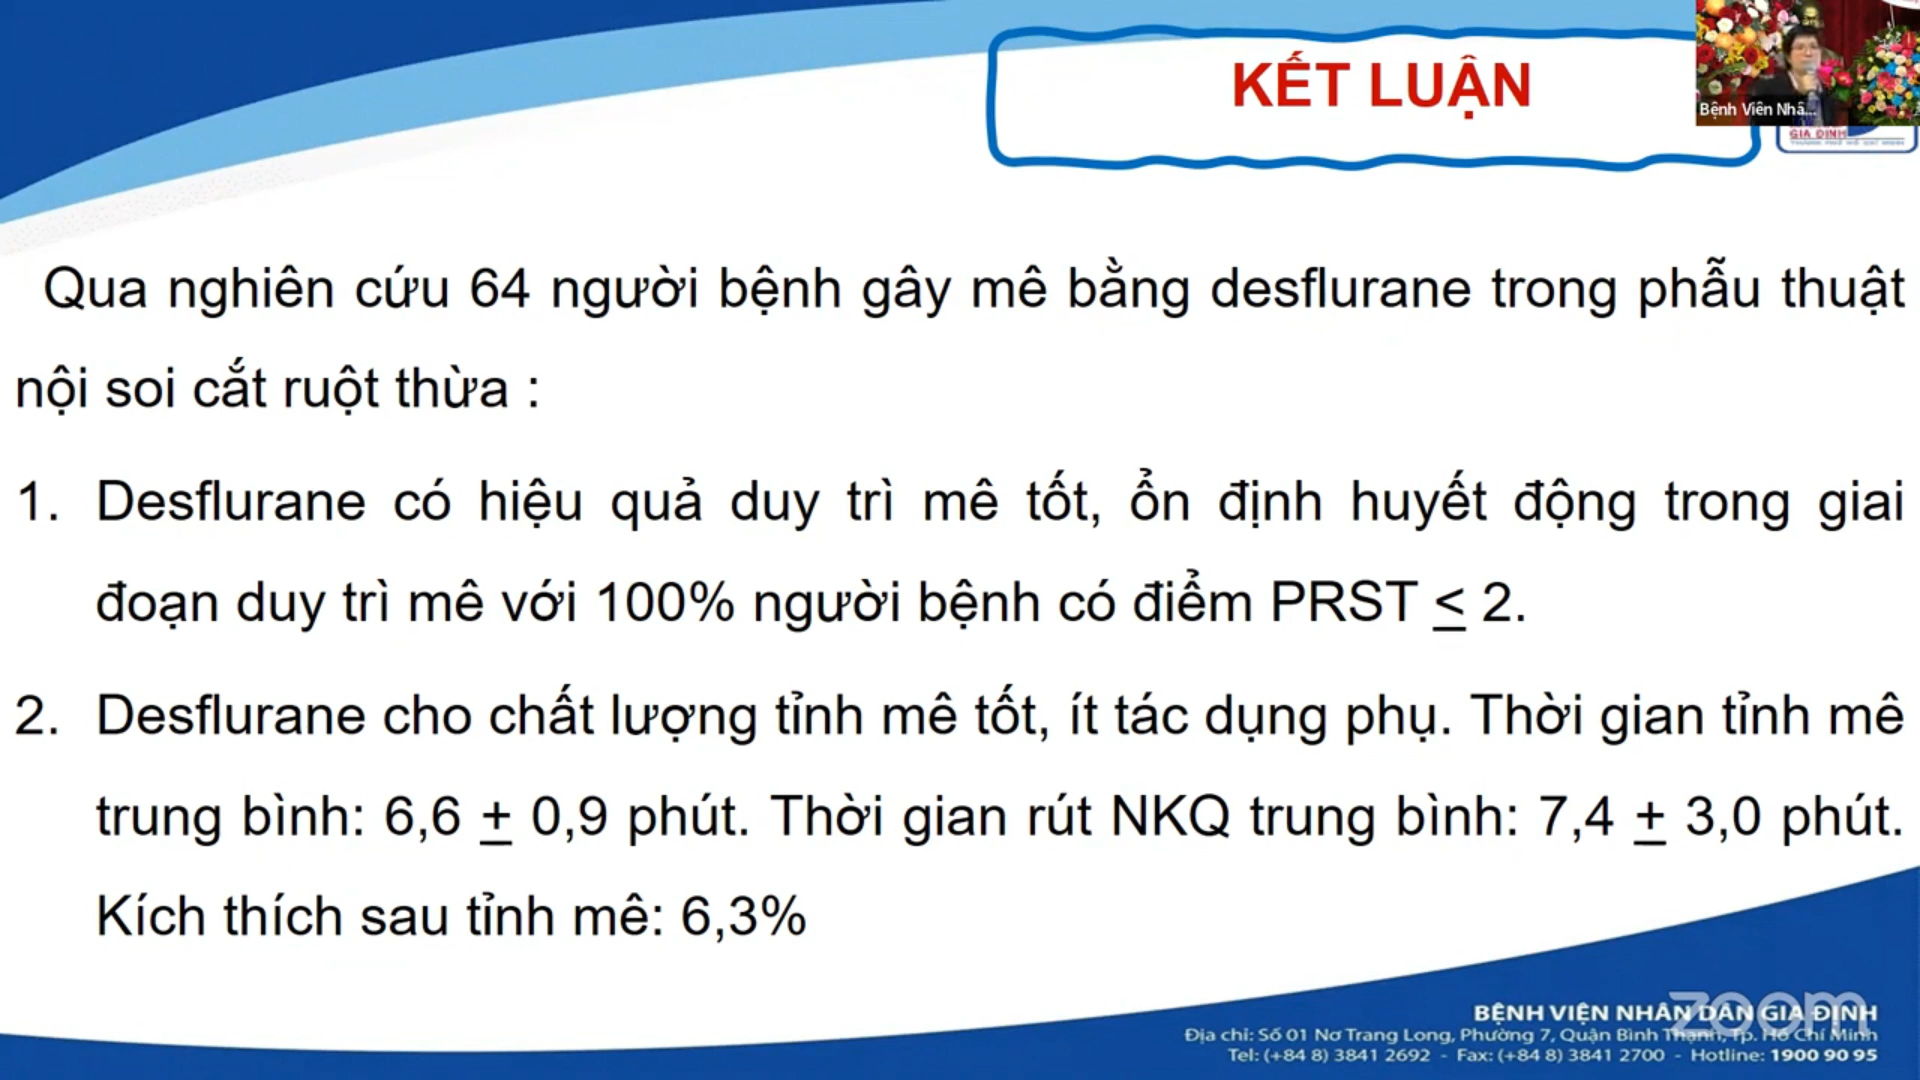 KẾT LUẬN
Bệnh Viên Nhâ...
GIA ĐỊNH
Qua nghiên cứu 64 người bệnh gây mê bằng desflurane trong phẫu thuật
nội soi cắt ruột thừa :
1. Desflurane có hiệu quả duy trì mê tốt, ổn định huyết động trong giai
đoạn duy trì mê với 100% người bệnh có điểm PRST < 2.
2. Desflurane cho chất lượng tỉnh mê tốt, ít tác dụng phụ. Thời gian tỉnh mê
trung bình: 6,6 + 0,9 phút. Thời gian rút NKQ trung bình: 7,4 + 3,0 phút.
Kích thích sau tỉnh mê: 6,3%
zoom
BỆNH VIỆN NHÂN DÂN GIA ĐỊNH
Địa chỉ: Số 01 Nơ Trang Long, Phường 7, Quận Bình Thạnh, Tp. Hồ Chí Minh
Tel: (+84 8) 3841 2692 - Fax: (+84 8) 3841 2700 - Hotline: 1900 90 95